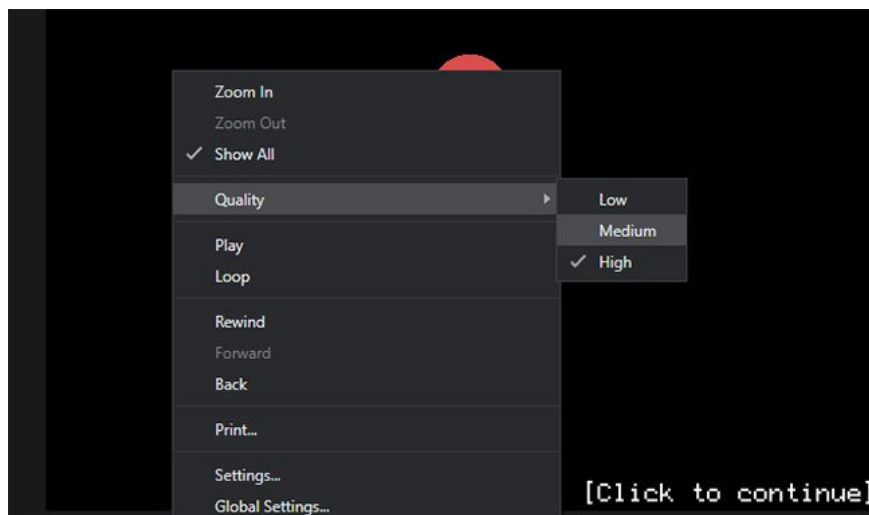 Zoom In
Zoom Out
Show All
Quality
Low
Medium
High
Play
Loop
Rewind
Forward
Back
Print...
Settings...
Global Settings...
[Click to continue]